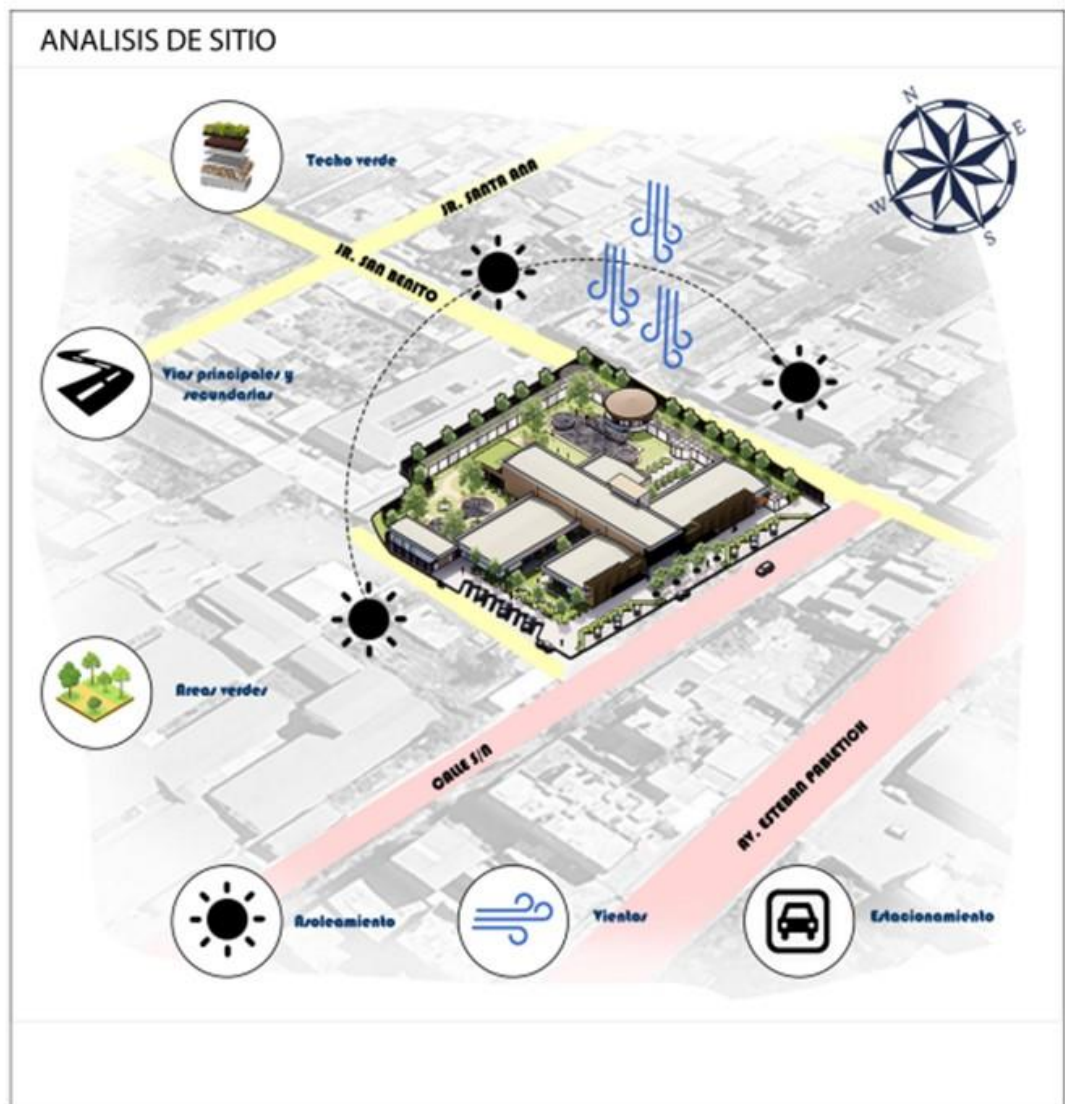 ANALISIS DE SITIO
N
E
W
S
Techo verde
JR. SANTA ANA
JR. SAN BENITO
Vias principales y
secundarias
Areas verdes
CALLE S/N
AV. ESTEBAN PABLETICH
Asoleamiento
Vientos
Estacionamiento